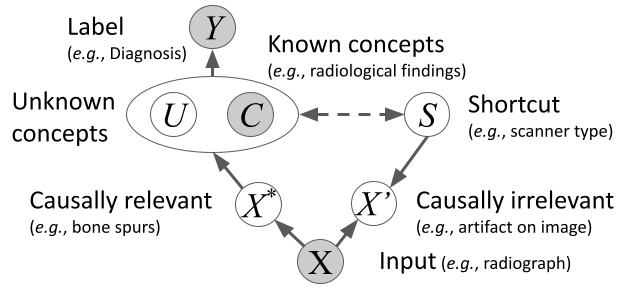 Label
(e.g., Diagnosis)
Y
Known concepts
(e.g., radiological findings)
Unknown
concepts
U
C
S
Shortcut
(e.g., scanner type)
Causally relevant
(e.g., bone spurs)
X*
X'
Causally irrelevant
(e.g., artifact on image)
X
Input (e.g., radiograph)